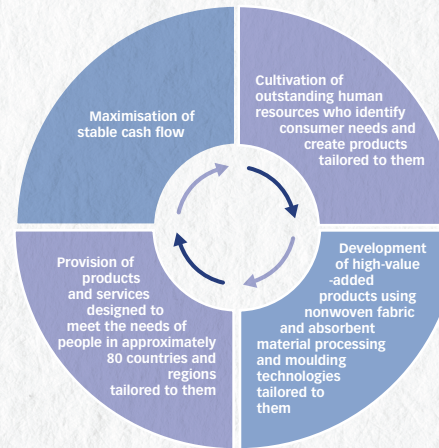 Maximisation of
stable cash flow
Cultivation of
outstanding human
resources who identify
consumer needs and
create products
tailored to them
Provision of
products
and services
designed to
meet the needs of
people in approximately
80 countries and
regions
tailored to them
Development
of high-value
-added
products using
nonwoven fabric
and absorbent
material processing
and moulding
technologies
tailored to
them